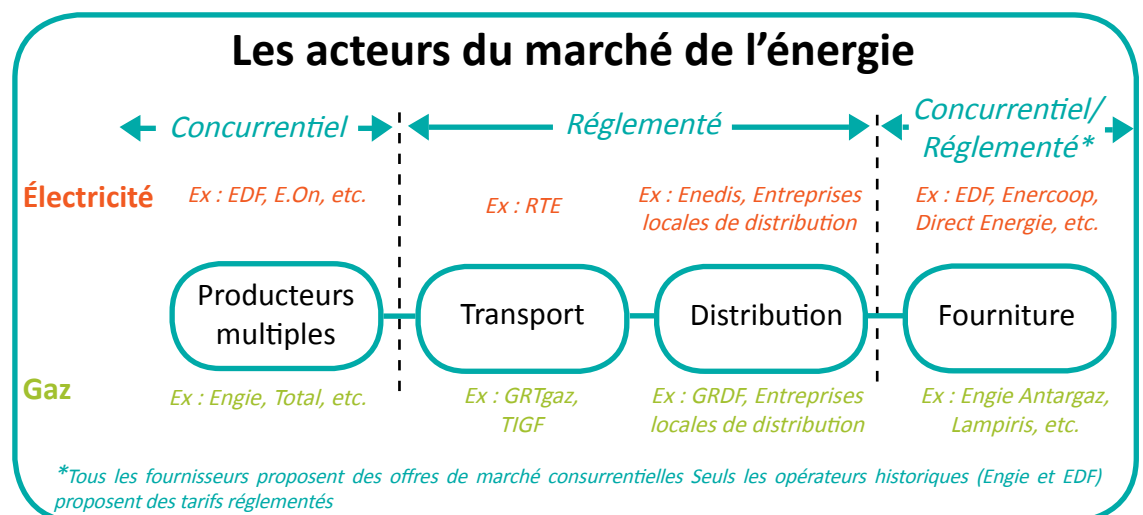 Les acteurs du marché de l’énergie
Concurrentiel
Réglementé
Concurrentiel/
Réglementé*
Électricité
Ex : EDF, E.On, etc.
Ex : RTE
Ex : Enedis, Entreprises
locales de distribution
Ex : EDF, Enercoop,
Direct Energie, etc.
Producteurs
multiples
Transport
Distribution
Fourniture
Gaz
Ex : Engie, Total, etc.
Ex : GRTgaz,
TIGF
Ex : GRDF, Entreprises
locales de distribution
Ex : Engie Antargaz,
Lampiris, etc.
*Tous les fournisseurs proposent des offres de marché consurrentielles Seuls les opérateurs historiques (Engie et EDF)
proposent des tarifs réglementés